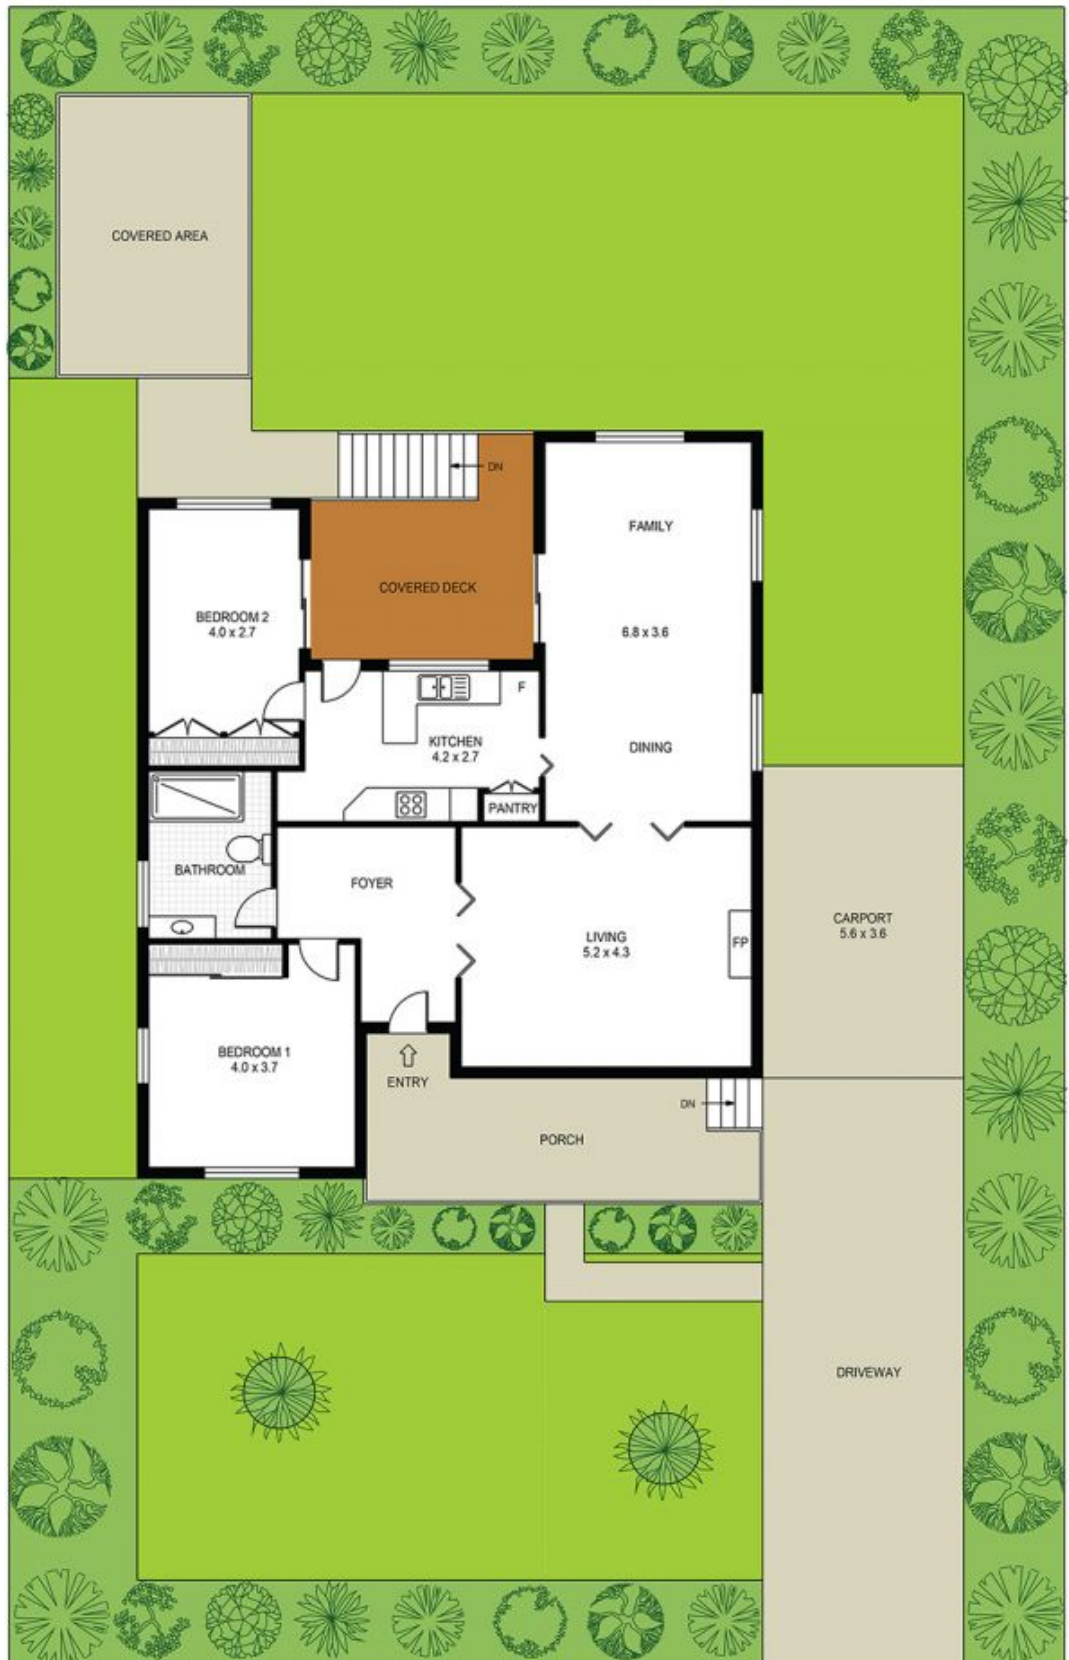 COVERED AREA
DN
FAMILY
COVERED DECK
BEDROOM 2
4.0 x 2.7
6.8 x 3.6
F
KITCHEN
4.2 x 2.7
DINING
PANTRY
BATHROOM
FOYER
LIVING
5.2 x 4.3
FP
CARPORT
5.6 x 3.6
BEDROOM 1
4.0 x 3.7
ENTRY
DN
PORCH
DRIVEWAY